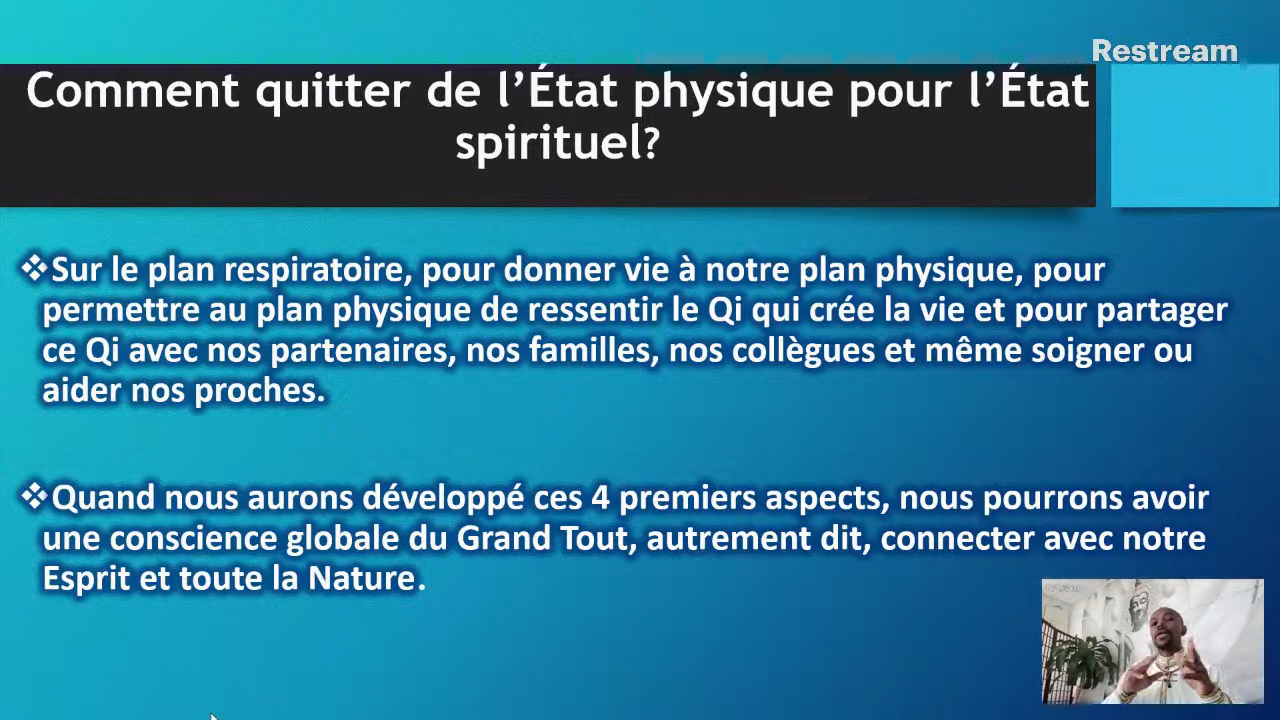 Restream
Comment quitter de l’État physique pour l’État
spirituel?
❖Sur le plan respiratoire, pour donner vie à notre plan physique, pour
permettre au plan physique de ressentir le Qi qui crée la vie et pour partager
ce Qi avec nos partenaires, nos familles, nos collègues et même soigner ou
aider nos proches.
❖Quand nous aurons développé ces 4 premiers aspects, nous pourrons avoir
une conscience globale du Grand Tout, autrement dit, connecter avec notre
Esprit et toute la Nature.